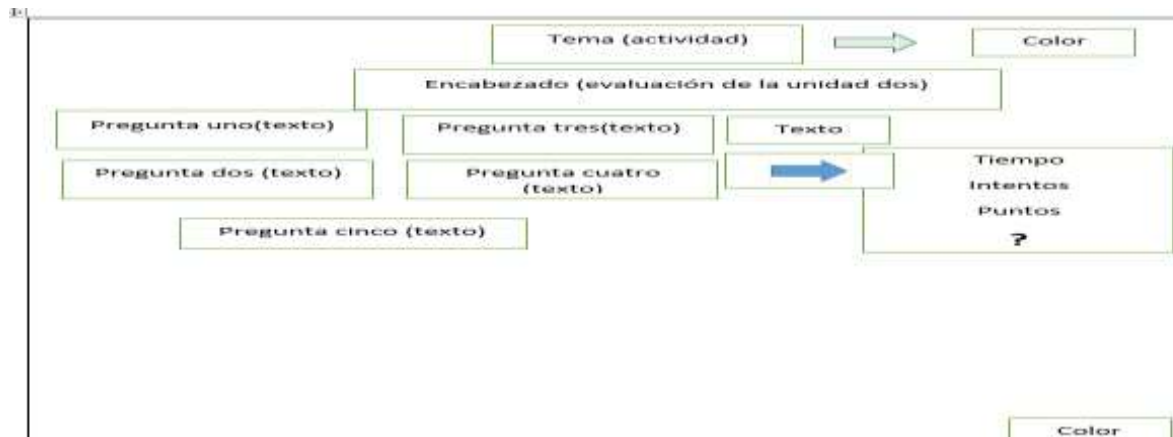 Tema (actividad)
Color
Encabezado (evaluación de la unidad dos)
Pregunta uno(texto)
Pregunta tres(texto)
Texto
Pregunta dos (texto)
Pregunta cuatro
(texto)
Tiempo
Intentos
Puntos
?
Pregunta cinco (texto)
Color